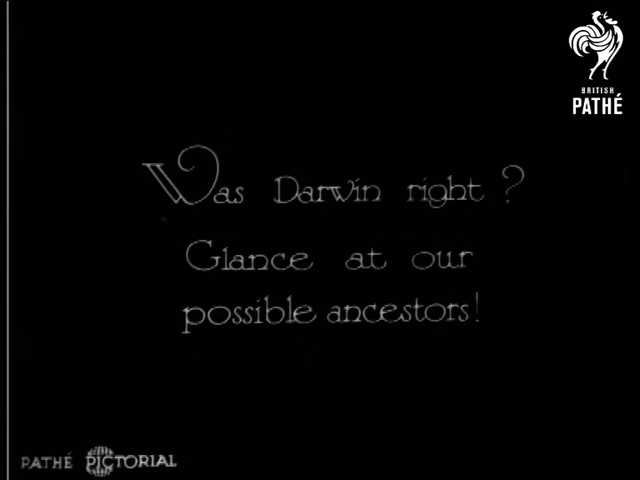 BRITISH
PATHÉ
Was Darwin right?
Glance at our
possible ancestors!
PATHÉ PICTORIAL